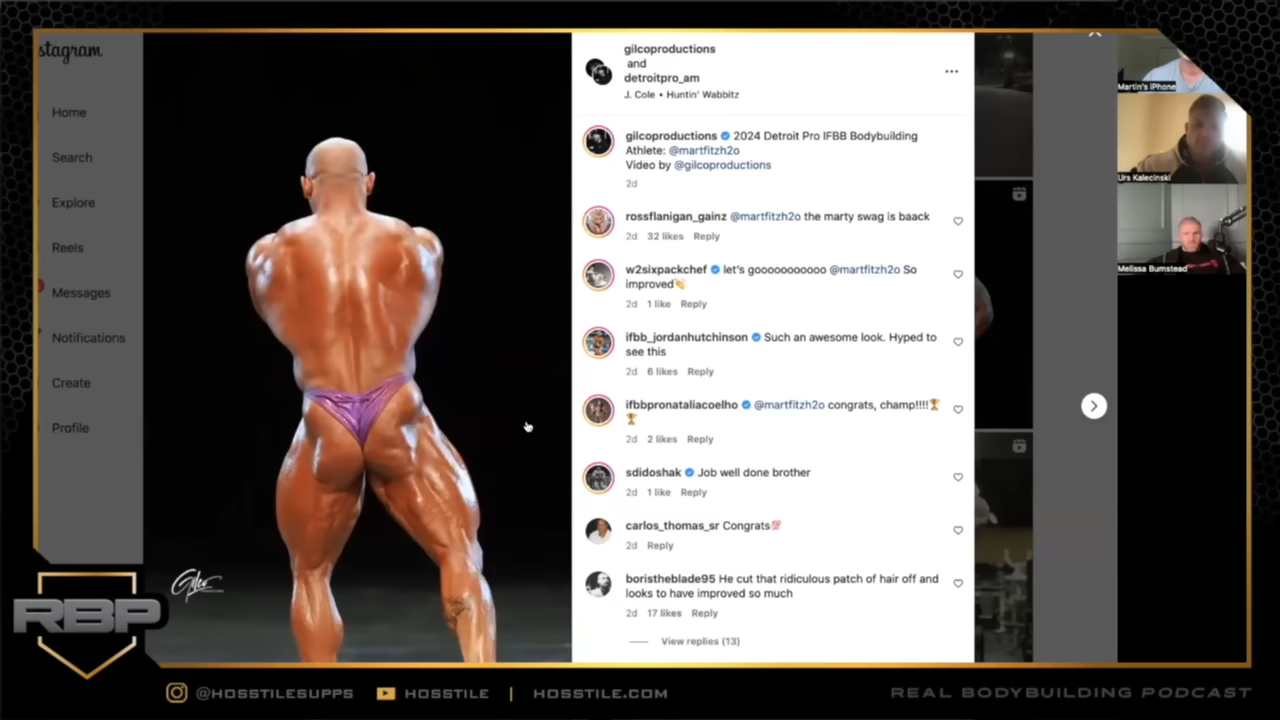 stagram
Home
Search
Explore
Reels
Messages
Notifications
Create
Profile
gilcoproductions
and
detroitpro_am
J. Cole • Huntin' Wabbitz
gilcoproductions 2024 Detroit Pro IFBB Bodybuilding
Athlete: @martfitzh2o
Video by @gilcoproductions
2d
rossflanigan_gainz @martfitzh2o the marty swag is baack
2d 32 likes Reply
w2sixpackchef let's gooooooooooo @martfitzh2o So
improved👏
2d 1 like Reply
ifbb_jordanhutchinson Such an awesome look. Hyped to
see this
2d 6 likes Reply
ifbbpronataliacoelho @martfitzh2o congrats, champ!!!!🏆
🏆
2d 2 likes Reply
sdidoshak Job well done brother
2d 1 like Reply
carlos_thomas_sr Congrats💯
2d Reply
boristheblade95 He cut that ridiculous patch of hair off and
looks to have improved so much
2d 17 likes Reply
View replies (13)
Martin's iPhone
Urs Kalecinski
Melissa Bumstead
Gilco
RBP
@HOSSTILESUPPS HOSSTILE | HOSSTILE.COM
REAL BODYBUILDING PODCAST